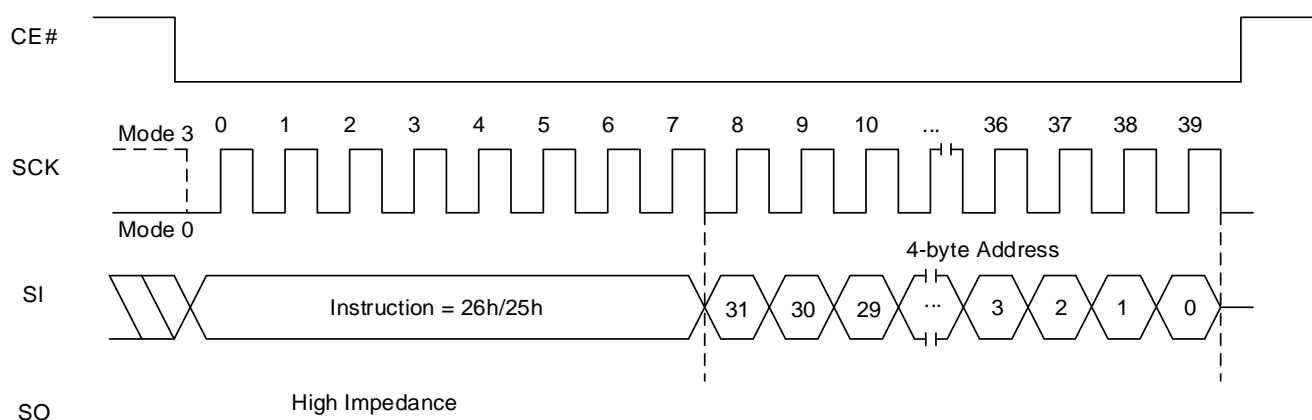 CE#
Mode 3
0 1 2 3 4 5 6 7 8 9 10 ... 36 37 38 39
SCK
Mode 0
4-byte Address
SI
Instruction = 26h/25h 31 30 29 ... 3 2 1 0
High Impedance
SO